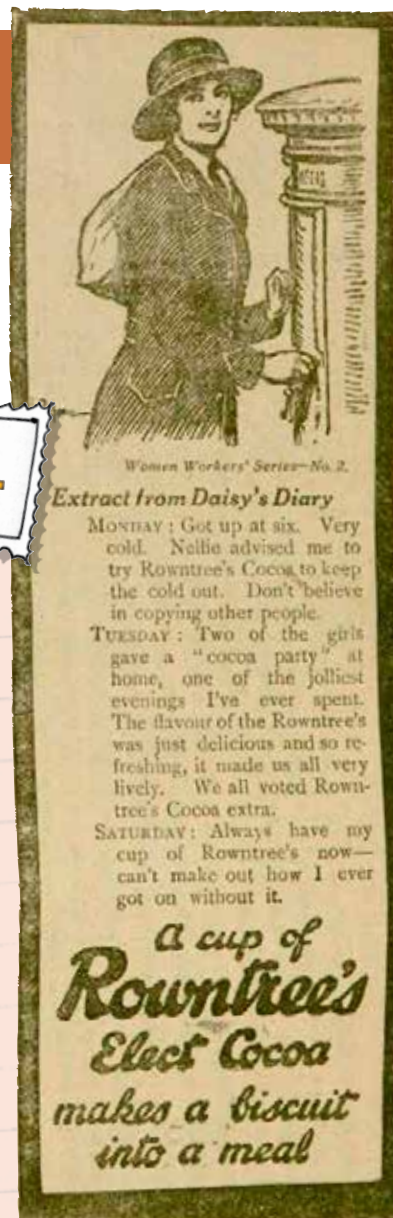 Women Workers' Series—No. 2.
Extract from Daisy's Diary
MONDAY : Got up at six. Very
cold. Nellie advised me to
try Rowntree's Cocoa to keep
the cold out. Don't believe
in copying other people.
TUESDAY : Two of the girls
gave a "cocoa party" at
home, one of the jolliest
evenings I've ever spent.
The flavour of the Rowntree's
was just delicious and so re-
freshing, it made us all very
lively. We all voted Rown-
tree's Cocoa extra.
SATURDAY : Always have my
cup of Rowntree's now—
can't make out how I ever
got on without it.
A cup of
Rowntree's
Elect Cocoa
makes a biscuit
into a meal